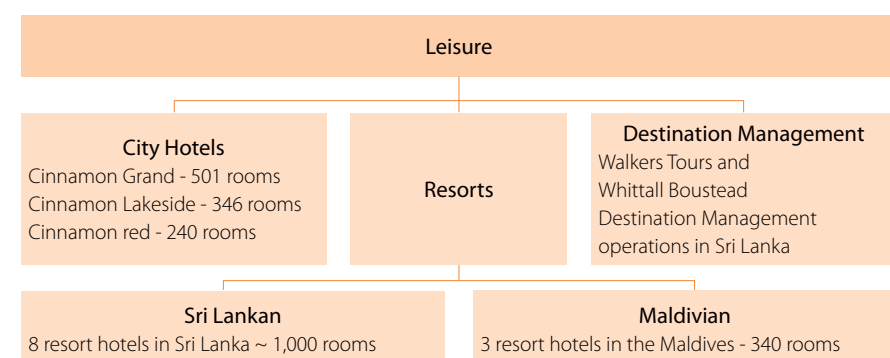 Leisure
City Hotels
Cinnamon Grand - 501 rooms
Cinnamon Lakeside - 346 rooms
Cinnamon red - 240 rooms
Resorts
Destination Management
Walkers Tours and
Whittall Boustead
Destination Management
operations in Sri Lanka
Sri Lankan
8 resort hotels in Sri Lanka ~ 1,000 rooms
Maldivian
3 resort hotels in the Maldives - 340 rooms